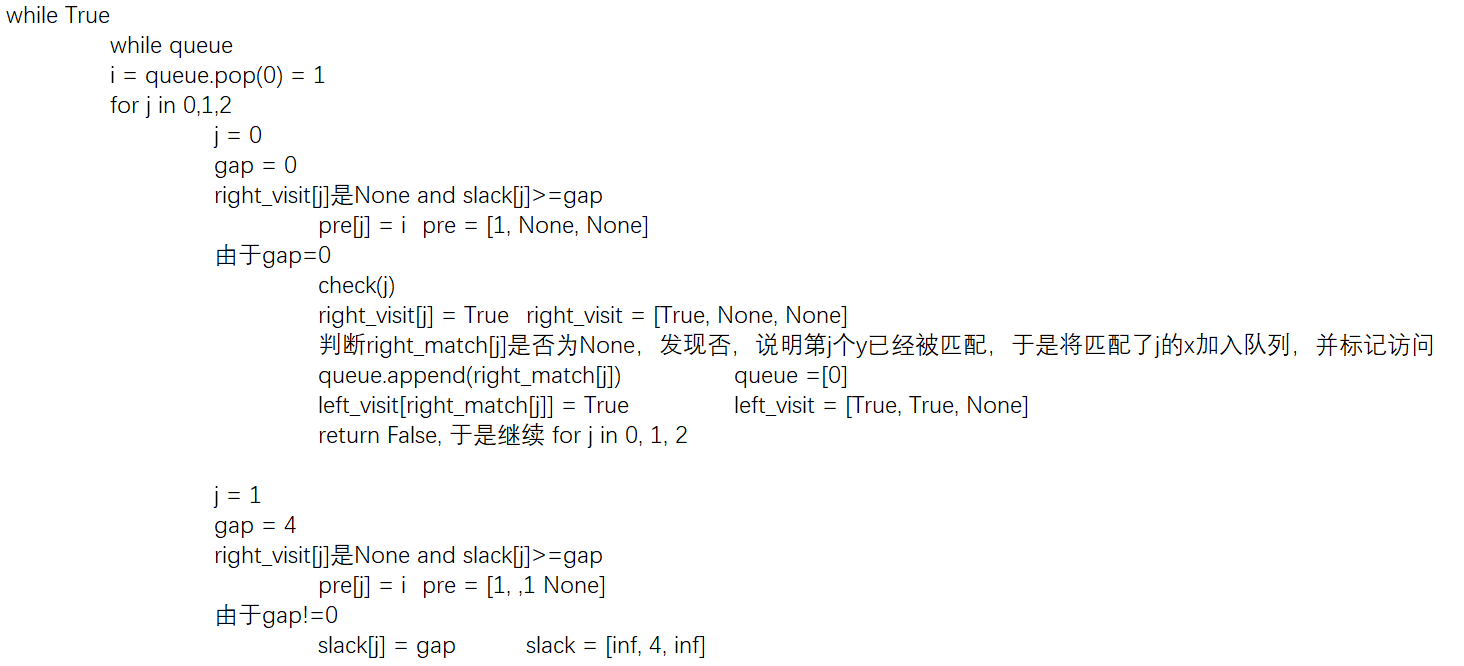 while True
while queue
i = queue.pop(0) = 1
for j in 0,1,2
j = 0
gap = 0
right_visit[j]是None and slack[j]>=gap
pre[j] = i pre = [1, None, None]
由于gap=0
check(j)
right_visit[j] = True right_visit = [True, None, None]
判断right_match[j]是否为None，发现否，说明第j个y已经被匹配，于是将匹配了j的x加入队列，并标记访问
queue.append(right_match[j]) queue =[0]
left_visit[right_match[j]] = True left_visit = [True, True, None]
return False, 于是继续 for j in 0, 1, 2
j = 1
gap = 4
right_visit[j]是None and slack[j]>=gap
pre[j] = i pre = [1, ,1 None]
由于gap!=0
slack[j] = gap slack = [inf, 4, inf]